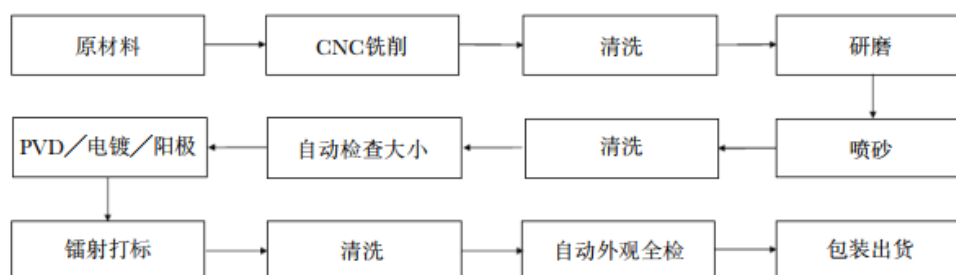 原材料
CNC铣削
清洗
研磨
喷砂
清洗
自动检查大小
PVD／电镀／阳极
镭射打标
清洗
自动外观全检
包装出货